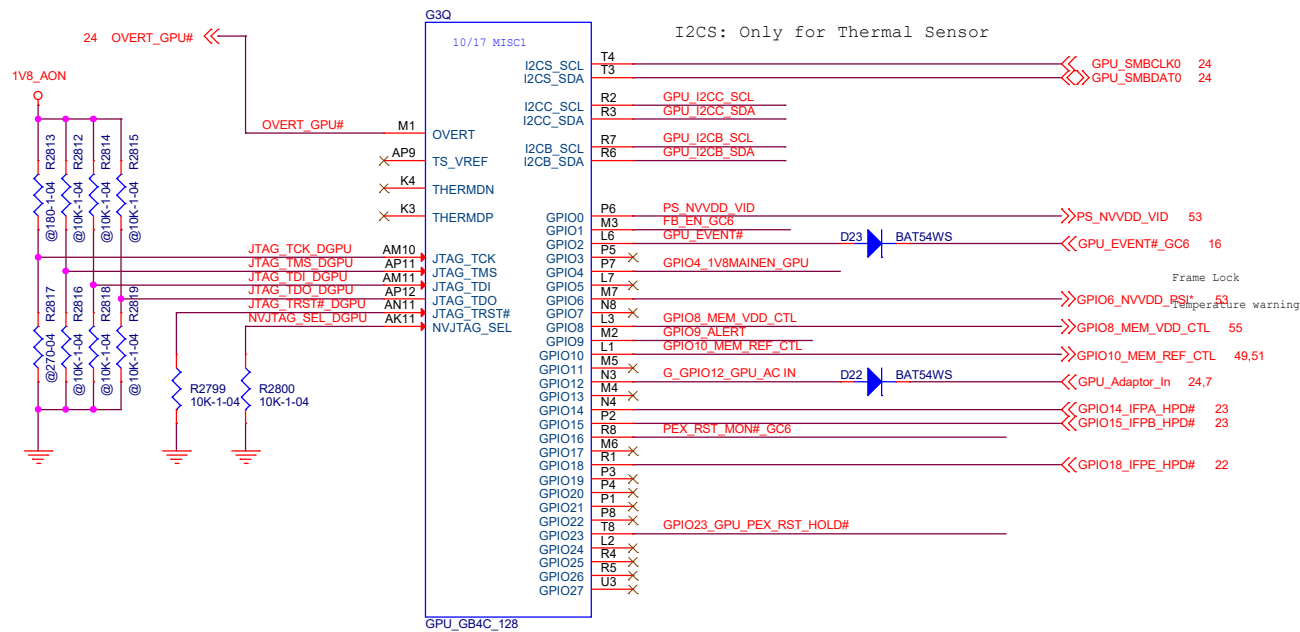 G3Q
I2CS: Only for Thermal Sensor
24 OVERT_GPU#
10/17 MISC1
1V8_AON
OVERT_GPU# M1 OVERT
AP9 TS_VREF
K4 THERMDN
K3 THERMDP
R2813 @180-1-04
R2812 @10K-1-04
R2814 @10K-1-04
R2815 @10K-1-04
JTAG_TCK_DGPU AM10 JTAG_TCK
JTAG_TMS_DGPU AP11 JTAG_TMS
JTAG_TDI_DGPU AM11 JTAG_TDI
JTAG_TDO_DGPU AP12 JTAG_TDO
JTAG_TRST#_DGPU AN11 JTAG_TRST#
NVJTAG_SEL_DGPU AK11 NVJTAG_SEL
R2817 @270-04
R2816 @10K-1-04
R2818 @10K-1-04
R2819 @10K-1-04
R2799
10K-1-04
R2800
10K-1-04
I2CS_SCL T4 GPU_SMBCLK0 24
I2CS_SDA T3 GPU_SMBDAT0 24
I2CC_SCL R2 GPU_I2CC_SCL
I2CC_SDA R3 GPU_I2CC_SDA
I2CB_SCL R7 GPU_I2CB_SCL
I2CB_SDA R6 GPU_I2CB_SDA
GPIO0 P6 PS_NVVDD_VID PS_NVVDD_VID 53
GPIO1 M3 FB_EN_GC6
GPIO2 L6 GPU_EVENT# D23 BAT54WS GPU_EVENT#_GC6 16
GPIO3 P5
GPIO4 P7 GPIO4_1V8MAINEN_GPU
GPIO5 L7
Frame Lock
GPIO6 M7 GPIO6_NVVDD_PSI* 53
Temperature warning
GPIO7 N8
GPIO8 L3 GPIO8_MEM_VDD_CTL GPIO8_MEM_VDD_CTL 55
GPIO9 M2 GPIO9_ALERT
GPIO10 L1 GPIO10_MEM_REF_CTL GPIO10_MEM_REF_CTL 49,51
GPIO11 M5
GPIO12 N3 G_GPIO12_GPU_AC IN D22 BAT54WS GPU_Adaptor_In 24,7
GPIO13 M4
GPIO14 N4 GPIO14_IFPA_HPD# 23
GPIO15 P2 GPIO15_IFPB_HPD# 23
GPIO16 R8 PEX_RST_MON#_GC6
GPIO17 M6
GPIO18 R1 GPIO18_IFPE_HPD# 22
GPIO19 P3
GPIO20 P4
GPIO21 P1
GPIO22 P8
GPIO23 T8 GPIO23_GPU_PEX_RST_HOLD#
GPIO24 L2
GPIO25 R4
GPIO26 R5
GPIO27 U3
GPU_GB4C_128